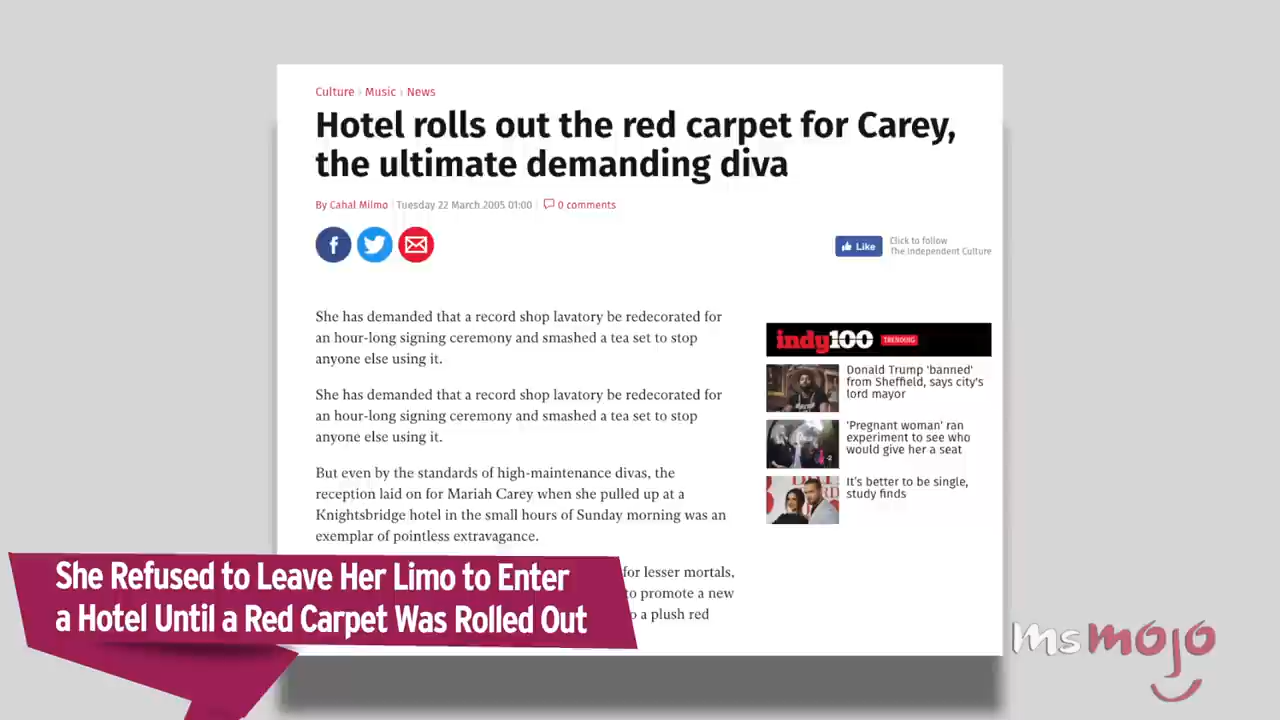 Culture › Music › News
Hotel rolls out the red carpet for Carey,
the ultimate demanding diva
By Cahal Milmo | Tuesday 22 March 2005 01:00 | 0 comments
f
Like
Click to follow
The Independent Culture
She has demanded that a record shop lavatory be redecorated for
an hour-long signing ceremony and smashed a tea set to stop
anyone else using it.
She has demanded that a record shop lavatory be redecorated for
an hour-long signing ceremony and smashed a tea set to stop
anyone else using it.
But even by the standards of high-maintenance divas, the
reception laid on for Mariah Carey when she pulled up at a
Knightsbridge hotel in the small hours of Sunday morning was an
exemplar of pointless extravagance.
for lesser mortals,
to promote a new
o a plush red
indy100 TRENDING
Donald Trump 'banned'
from Sheffield, says city's
lord mayor
'Pregnant woman' ran
experiment to see who
would give her a seat
It's better to be single,
study finds
She Refused to Leave Her Limo to Enter
a Hotel Until a Red Carpet Was Rolled Out
msmojo